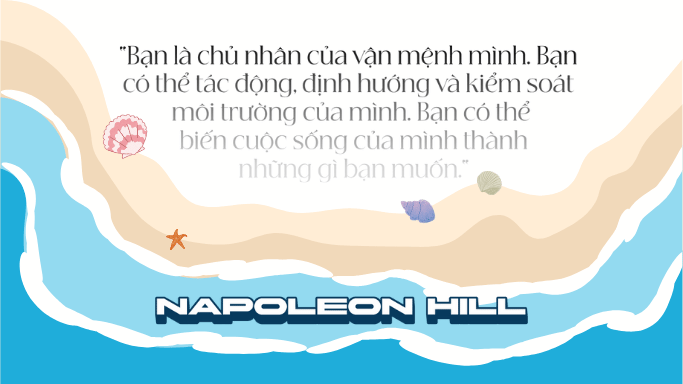 "Bạn là chủ nhân của vận mệnh mình. Bạn
có thể tác động, định hướng và kiểm soát
môi trường của mình. Bạn có thể
biến cuộc sống của mình thành
những gì bạn muốn."
NAPOLEON HILL